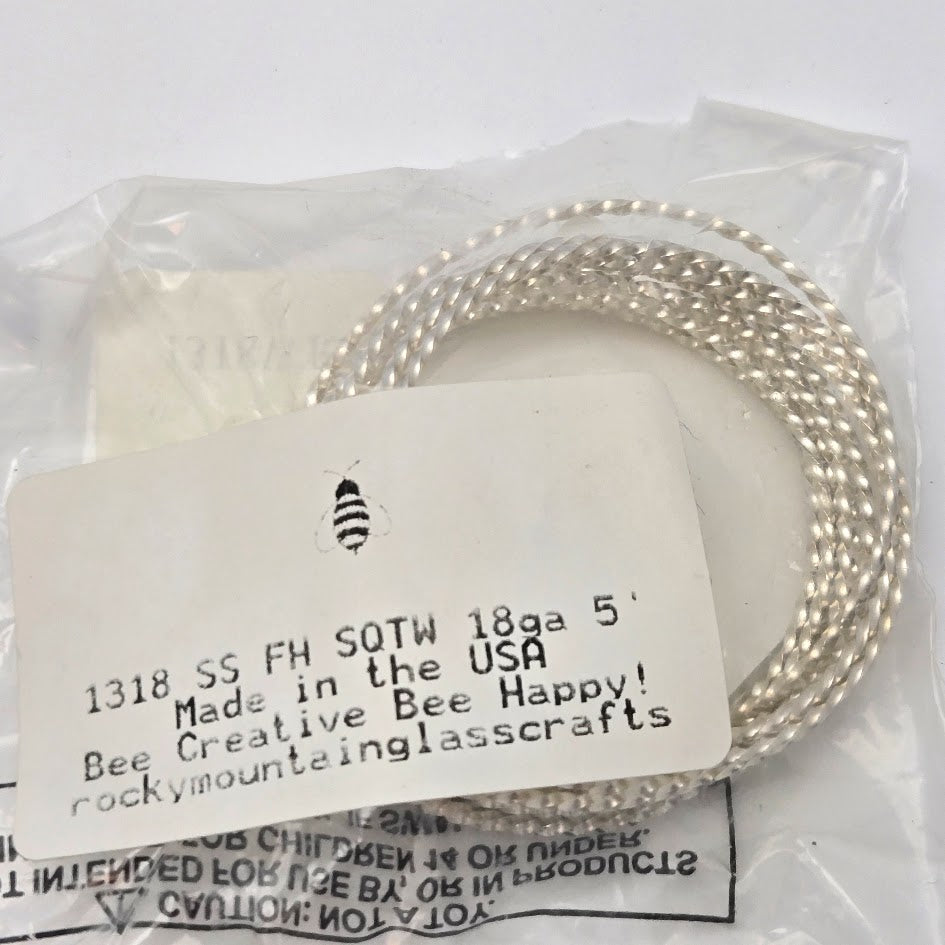 1318 SS FH SQTW 18ga 5'
Made in the USA
Bee Creative Bee Happy!
rockymountainglasscrafts
CAUTION: NOT A TOY.
INTENDED FOR USE BY, OR IN PRODUCTS
FOR CHILDREN 14 OR UNDER.
IF